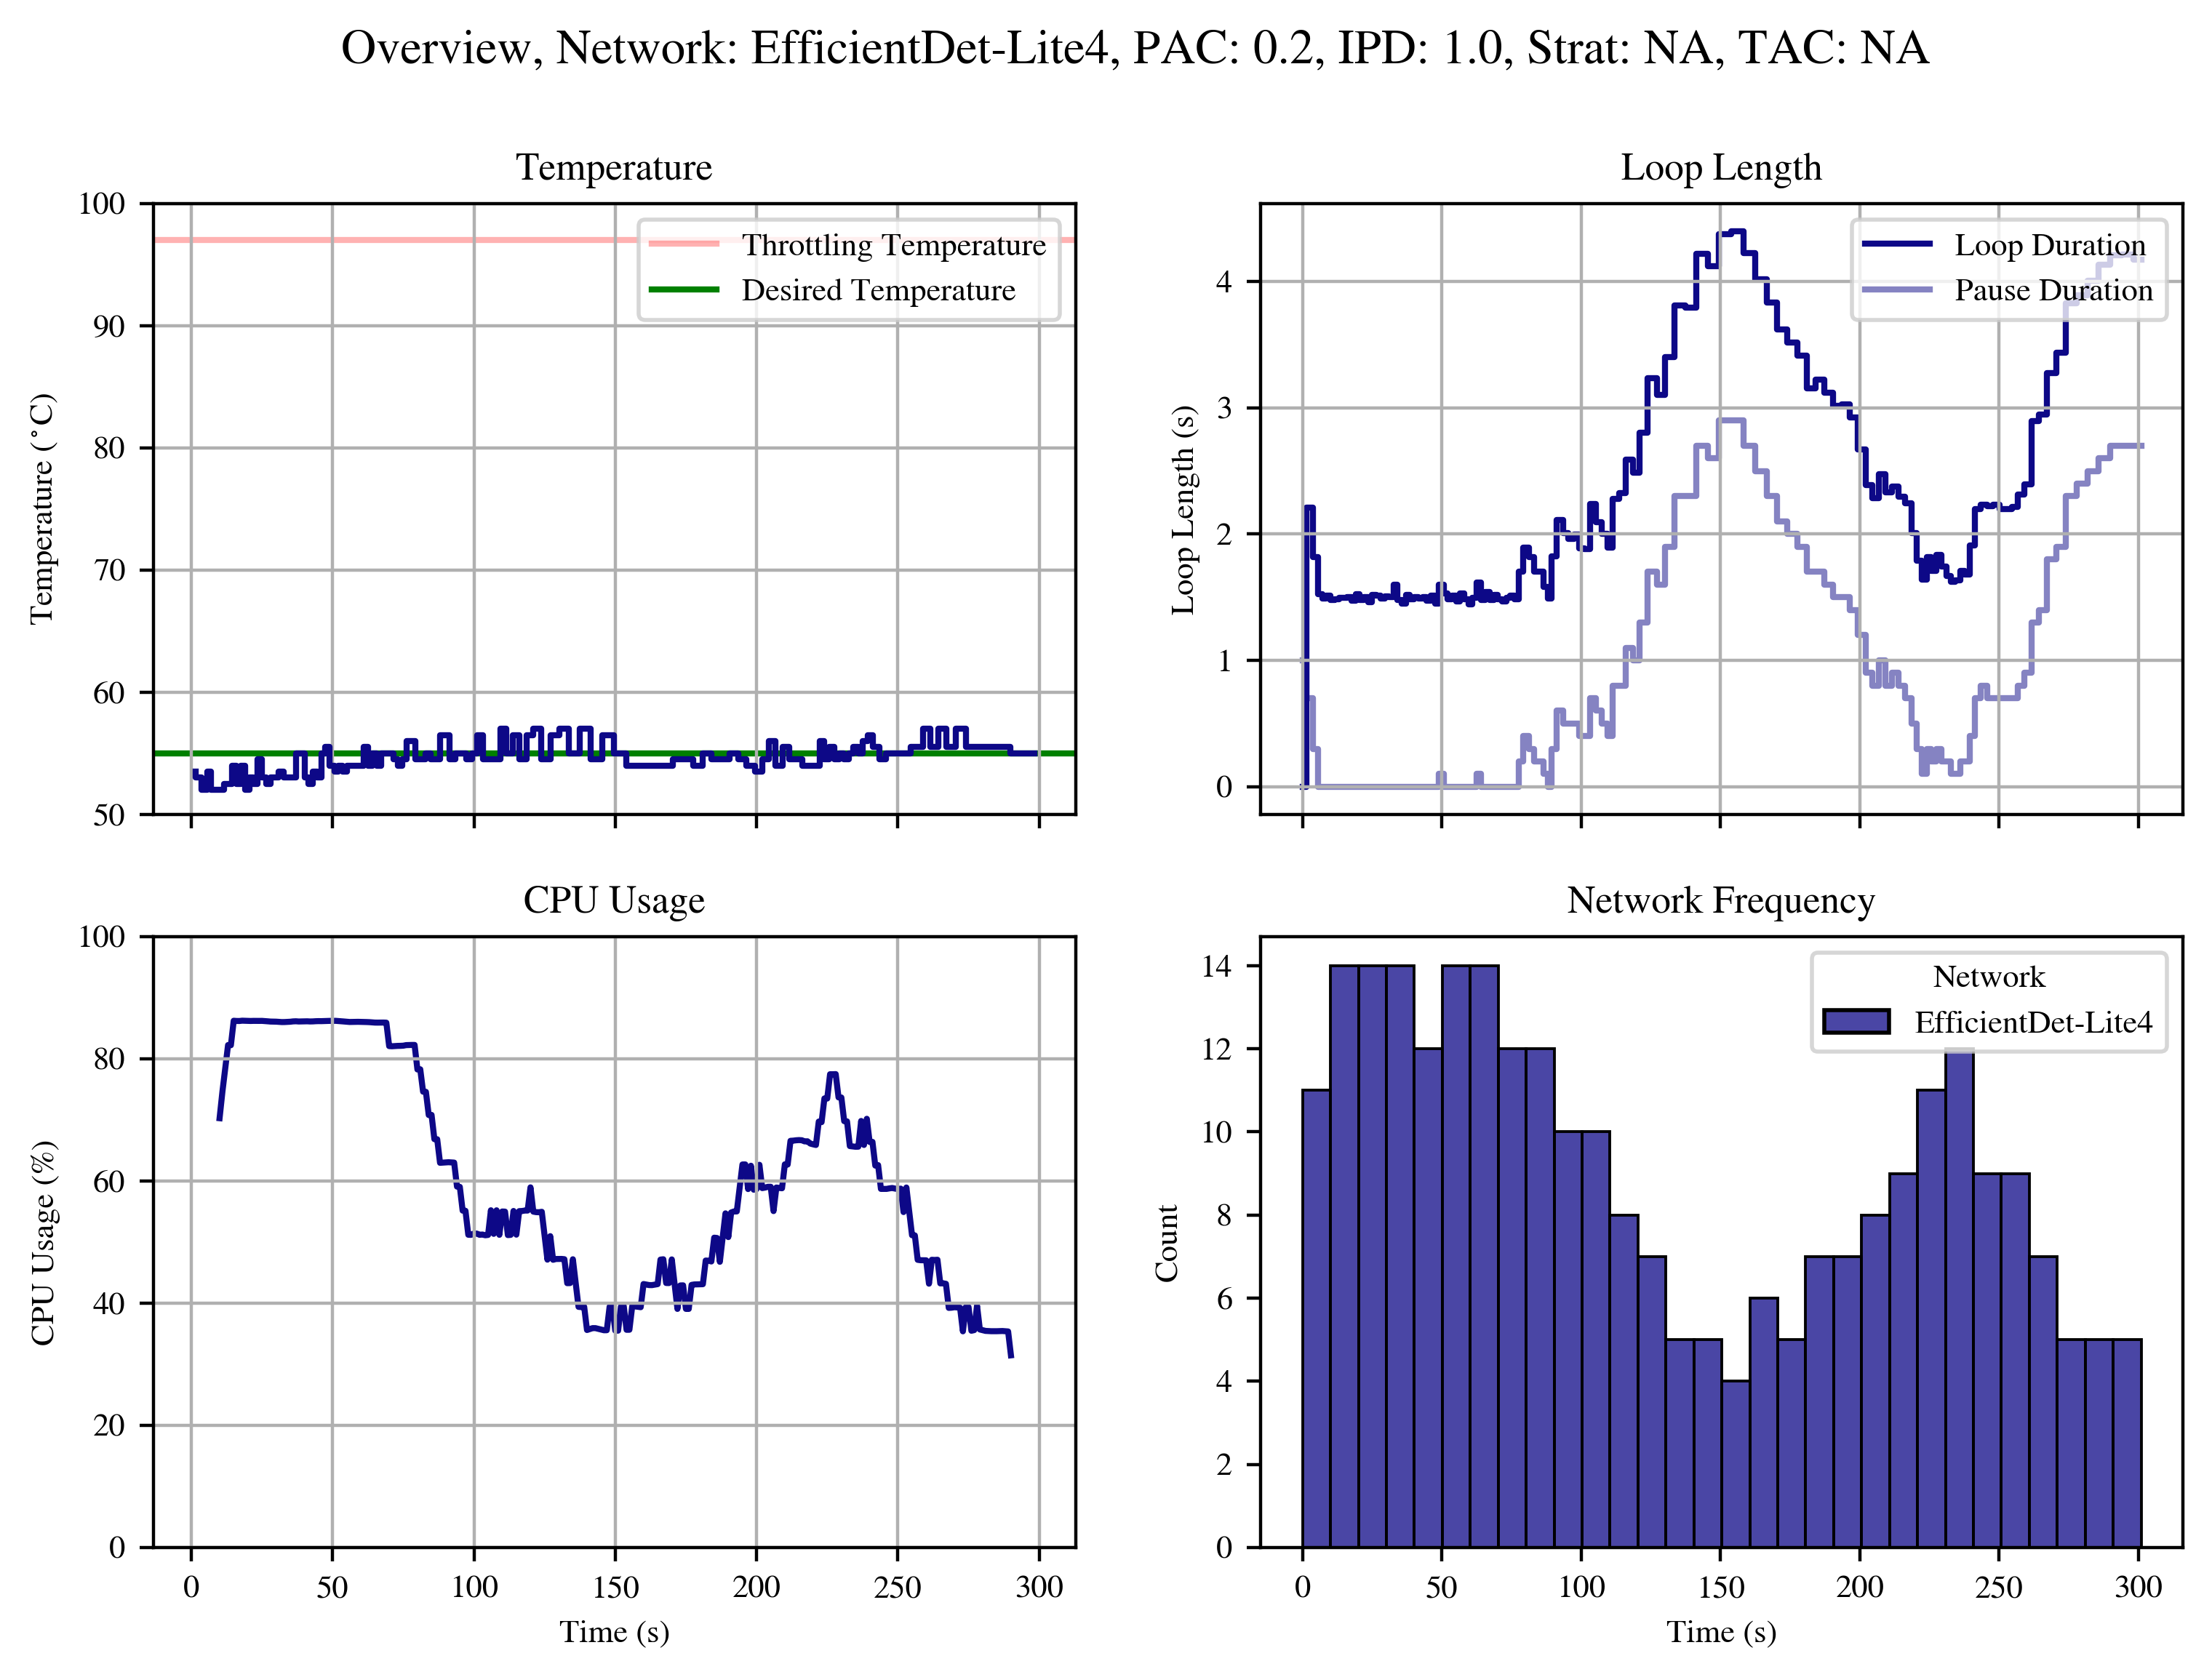 Overview, Network: EfficientDet-Lite4, PAC: 0.2, IPD: 1.0, Strat: NA, TAC: NA
Temperature
100
90
80
70
60
50
Temperature (°C)
Throttling Temperature
Desired Temperature
Loop Length
4
3
2
1
0
Loop Length (s)
Loop Duration
Pause Duration
CPU Usage
100
80
60
40
20
0
CPU Usage (%)
0 50 100 150 200 250 300
Time (s)
Network Frequency
14
12
10
8
6
4
2
0
Count
Network
EfficientDet-Lite4
0 50 100 150 200 250 300
Time (s)